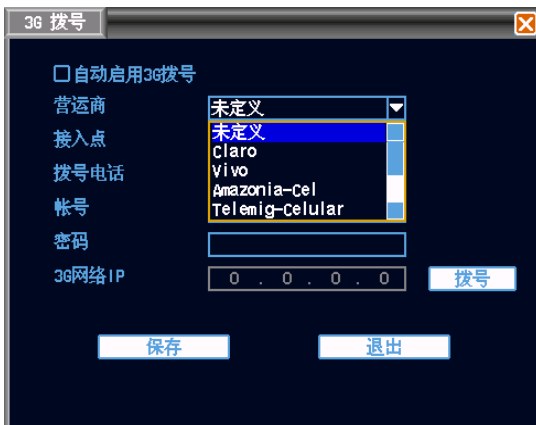 3G 拨号
自动启用3G拨号
营运商 未定义
未定义
接入点
Claro
Vivo
拨号电话
Amazonia-Cel
帐号
Telemig-Celular
密码
3G网络IP 0 . 0 . 0 . 0 拨号
保存 退出